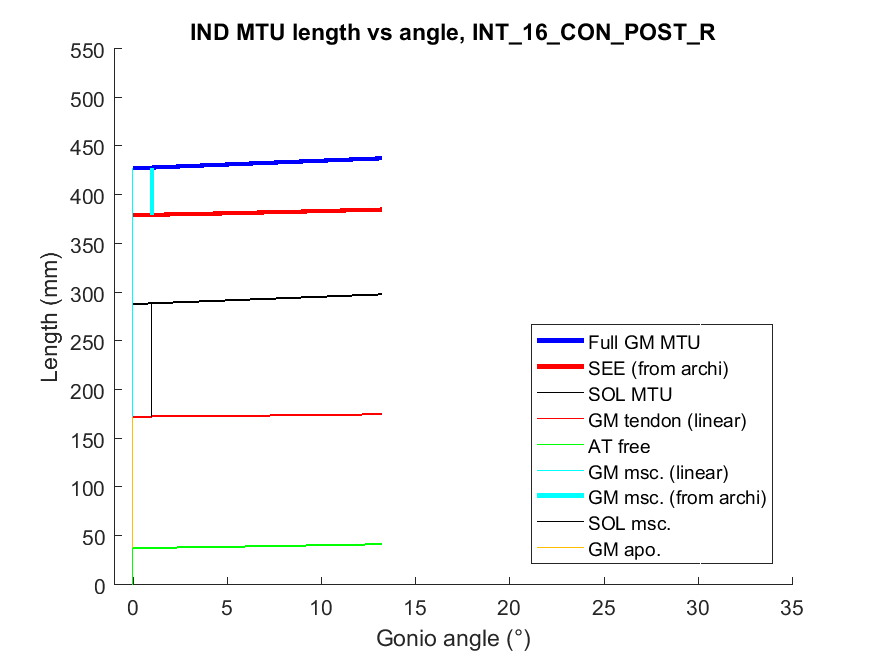 IND MTU length vs angle, INT_16_CON_POST_R
550
500
450
400
350
300
250
200
150
100
50
0
Length (mm)
Full GM MTU
SEE (from archi)
SOL MTU
GM tendon (linear)
AT free
GM msc. (linear)
GM msc. (from archi)
SOL msc.
GM apo.
0 5 10 15 20 25 30 35
Gonio angle (°)